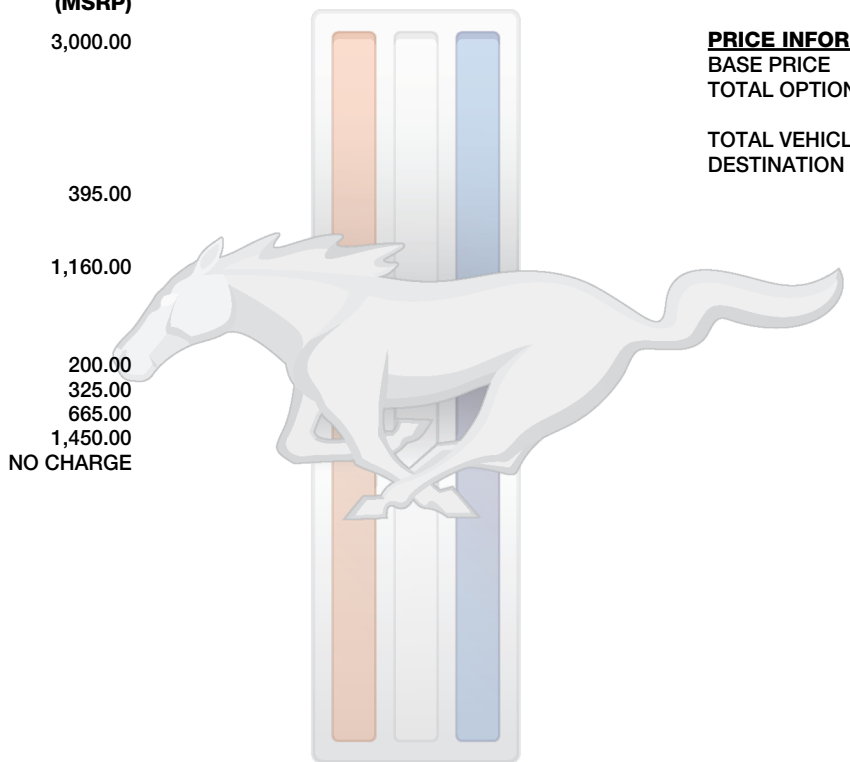 (MSRP)
3,000.00
395.00
1,160.00
200.00
325.00
665.00
1,450.00
NO CHARGE
PRICE INFOR
BASE PRICE
TOTAL OPTION
TOTAL VEHICL
DESTINATION